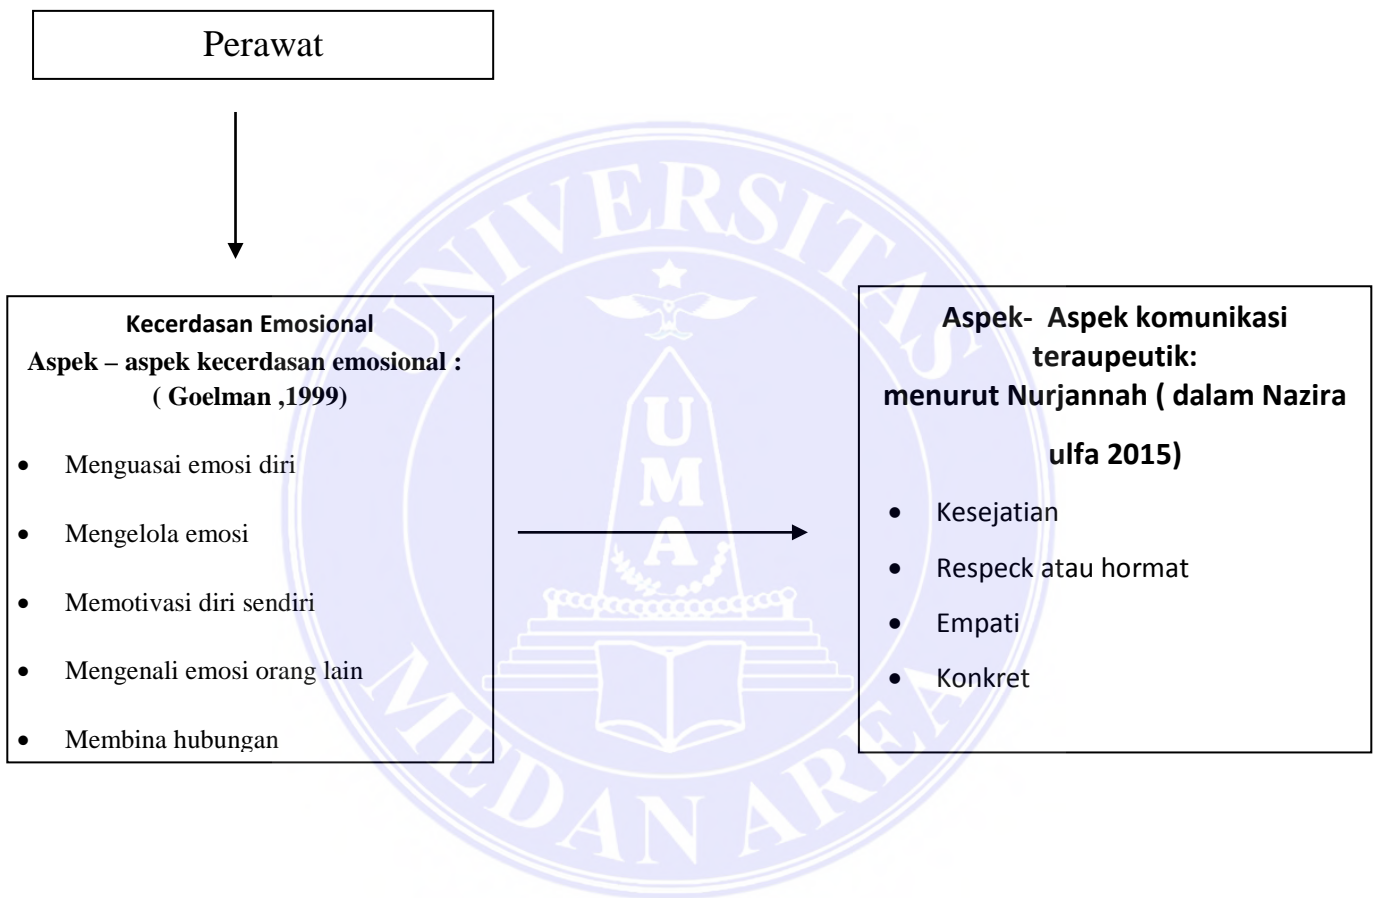 Perawat
Kecerdasan Emosional
Aspek – aspek kecerdasan emosional :
( Goelman ,1999)
• Menguasai emosi diri
• Mengelola emosi
• Memotivasi diri sendiri
• Mengenali emosi orang lain
• Membina hubungan
Aspek- Aspek komunikasi
teraupeutik:
menurut Nurjannah ( dalam Nazira
ulfa 2015)
• Kesejatian
• Respeck atau hormat
• Empati
• Konkret
UNIVERSITAS
UMA
MEDAN AREA